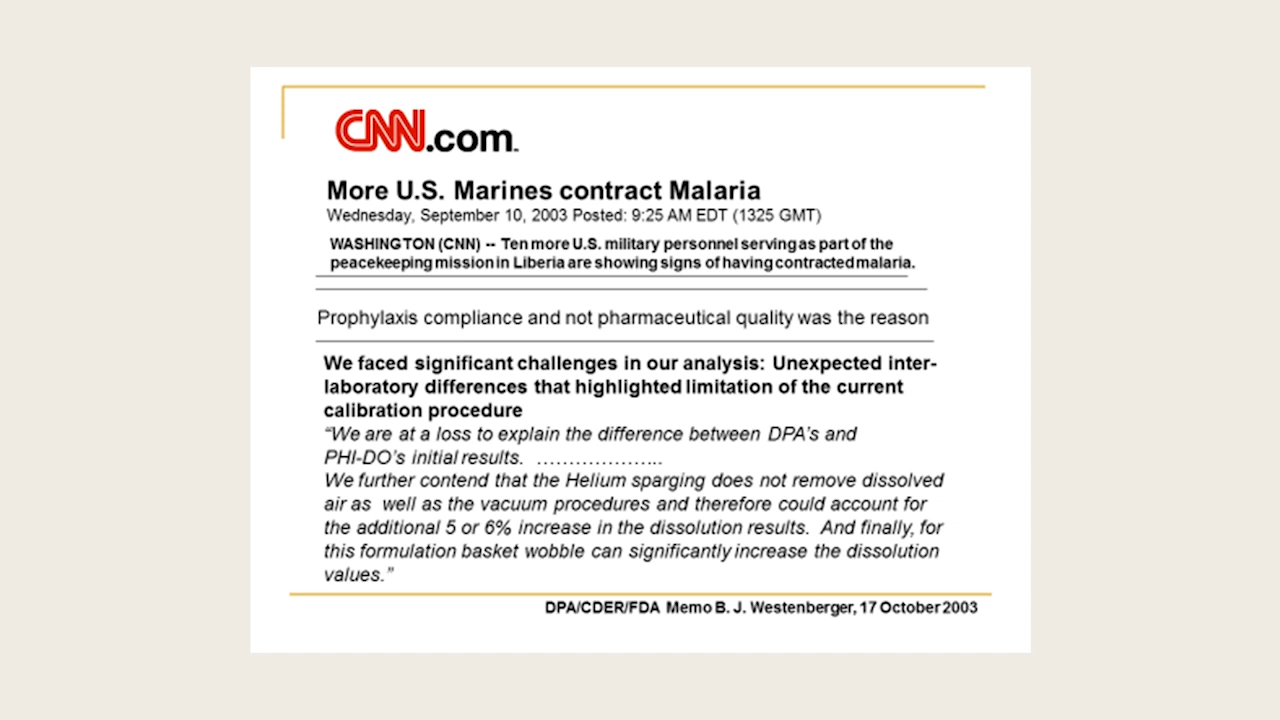 CNN.com
More U.S. Marines contract Malaria
Wednesday, September 10, 2003 Posted: 9:25 AM EDT (1325 GMT)
WASHINGTON (CNN) -- Ten more U.S. military personnel serving as part of the
peacekeeping mission in Liberia are showing signs of having contracted malaria.
Prophylaxis compliance and not pharmaceutical quality was the reason
We faced significant challenges in our analysis: Unexpected inter-
laboratory differences that highlighted limitation of the current
calibration procedure
“We are at a loss to explain the difference between DPA’s and
PHI-DO’s initial results. ………………..
We further contend that the Helium sparging does not remove dissolved
air as well as the vacuum procedures and therefore could account for
the additional 5 or 6% increase in the dissolution results. And finally, for
this formulation basket wobble can significantly increase the dissolution
values.”
DPA/CDER/FDA Memo B. J. Westenberger, 17 October 2003